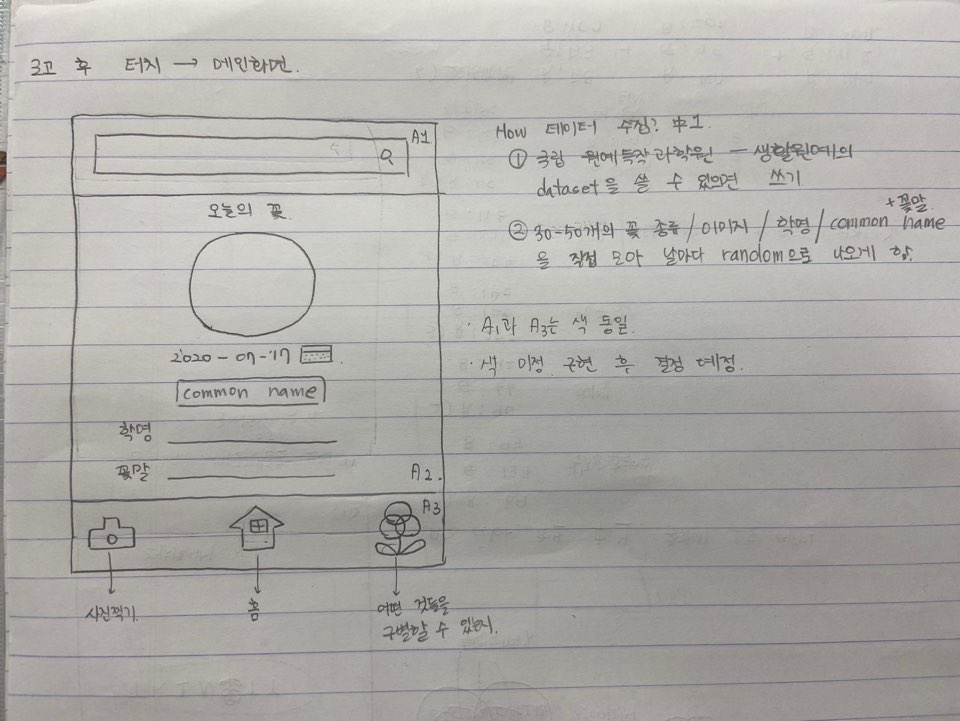 로고 후 터치 → 메인화면.
A1
오늘의 꽃.
2020-07-17
common name
학명
꽃말
A2.
A3
사진찍기.
홈
어떤 것들을
구별할 수 있는지.
How 데이터 수집?
① 국립 원예특작과학원 - 생활원예의
dataset을 쓸 수 있으면 쓰기
+꽃말.
② 30-50개의 꽃 종류/이미지/학명/common name
을 직접 모아 날마다 random으로 나오게 함.
· A1과 A3는 색 동일.
· 색 미정 구현 후 결정 예정.